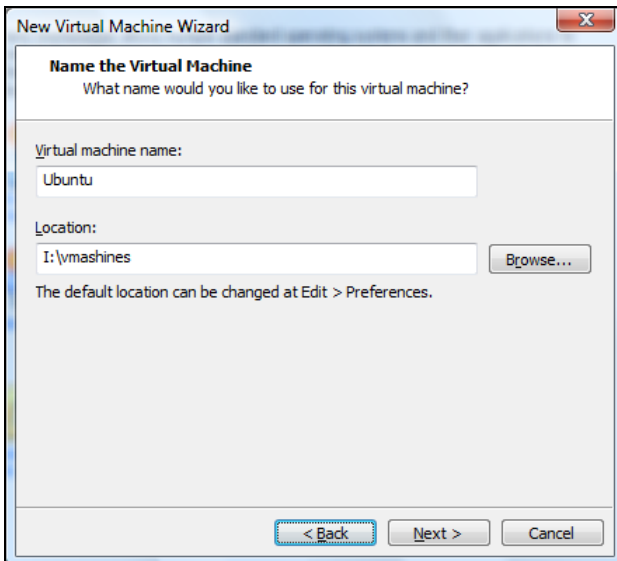 New Virtual Machine Wizard
Name the Virtual Machine
What name would you like to use for this virtual machine?
Virtual machine name:
Ubuntu
Location:
I:\vmashines
Browse...
The default location can be changed at Edit > Preferences.
< Back Next > Cancel